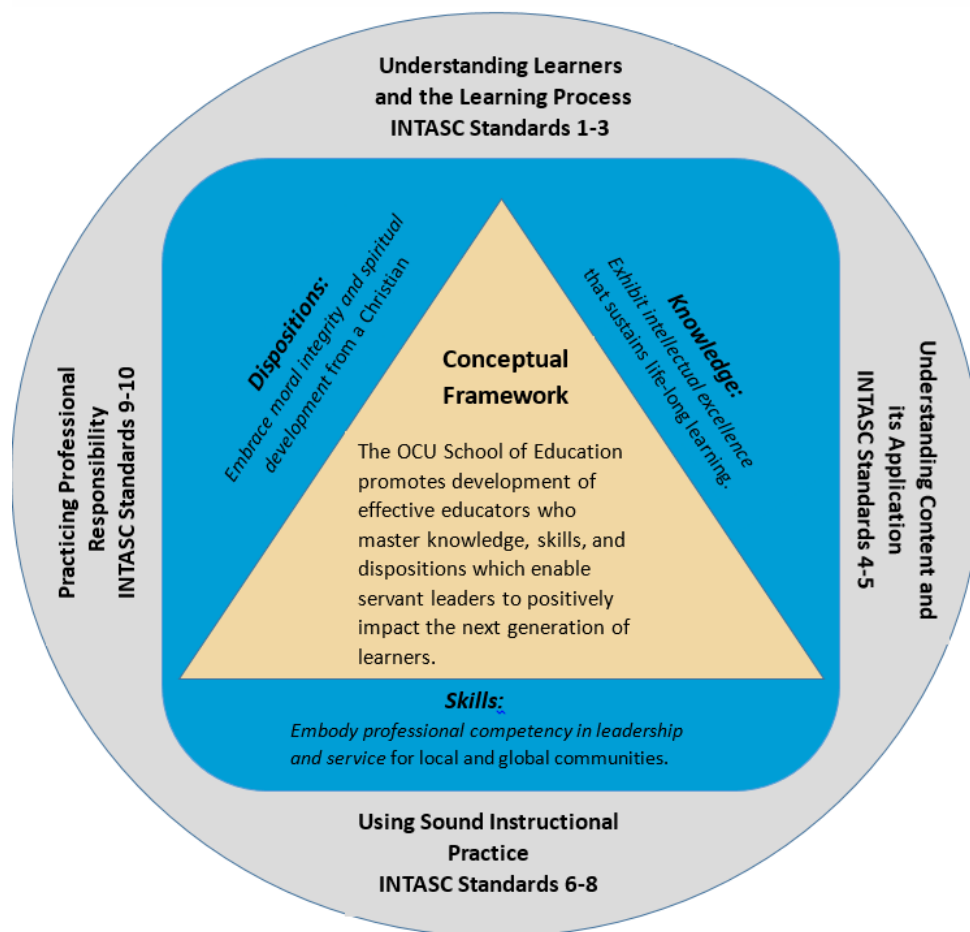 Understanding Learners
and the Learning Process
INTASC Standards 1-3
Dispositions:
Embrace moral integrity and spiritual
development from a Christian
Knowledge:
Exhibit intellectual excellence
that sustains life-long learning.
Conceptual
Framework
The OCU School of Education
promotes development of
effective educators who
master knowledge, skills, and
dispositions which enable
servant leaders to positively
impact the next generation of
learners.
Practicing Professional
Responsibility
INTASC Standards 9-10
Understanding Content and
its Application
INTASC Standards 4-5
Skills:
Embody professional competency in leadership
and service for local and global communities.
Using Sound Instructional
Practice
INTASC Standards 6-8